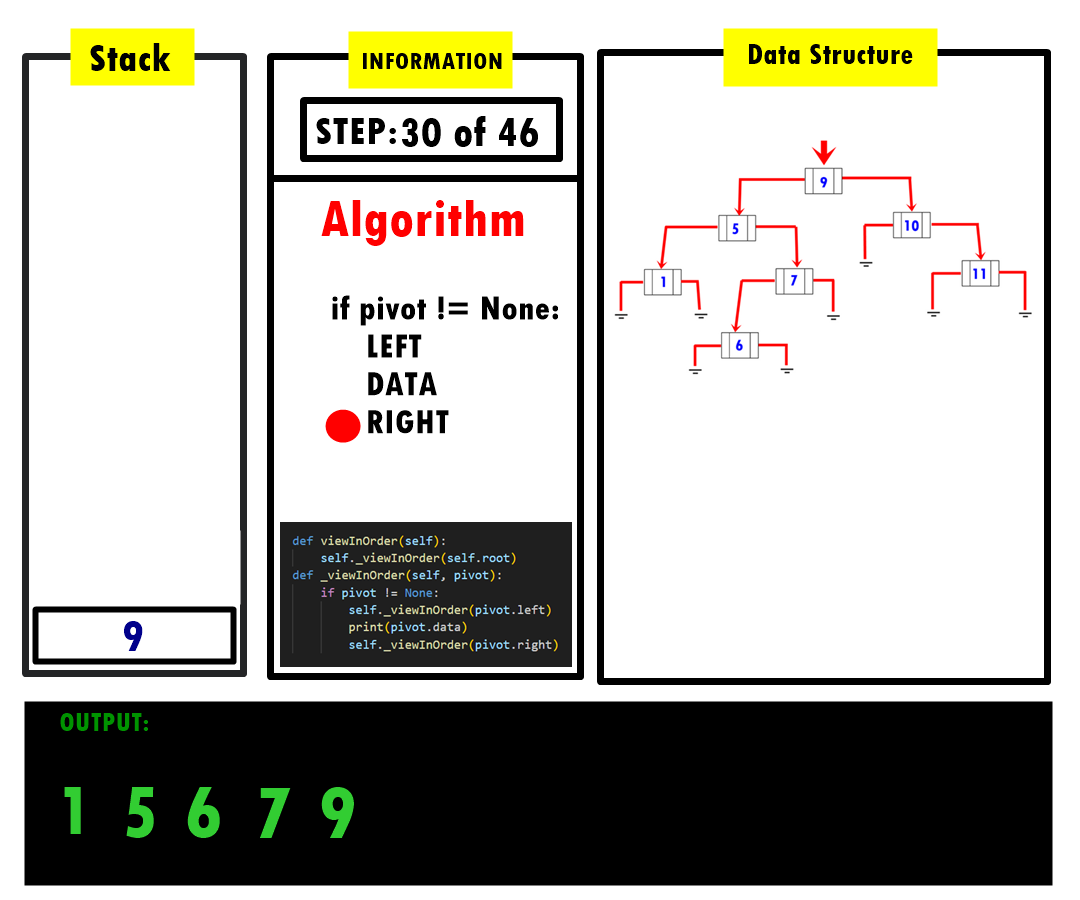 Stack
9
INFORMATION
STEP:30 of 46
Algorithm
if pivot != None:
LEFT
DATA
RIGHT
def viewInOrder(self):
self._viewInOrder(self.root)
def _viewInOrder(self, pivot):
if pivot != None:
self._viewInOrder(pivot.left)
print(pivot.data)
self._viewInOrder(pivot.right)
Data Structure
9
5
10
1
7
11
6
OUTPUT:
1 5 6 7 9